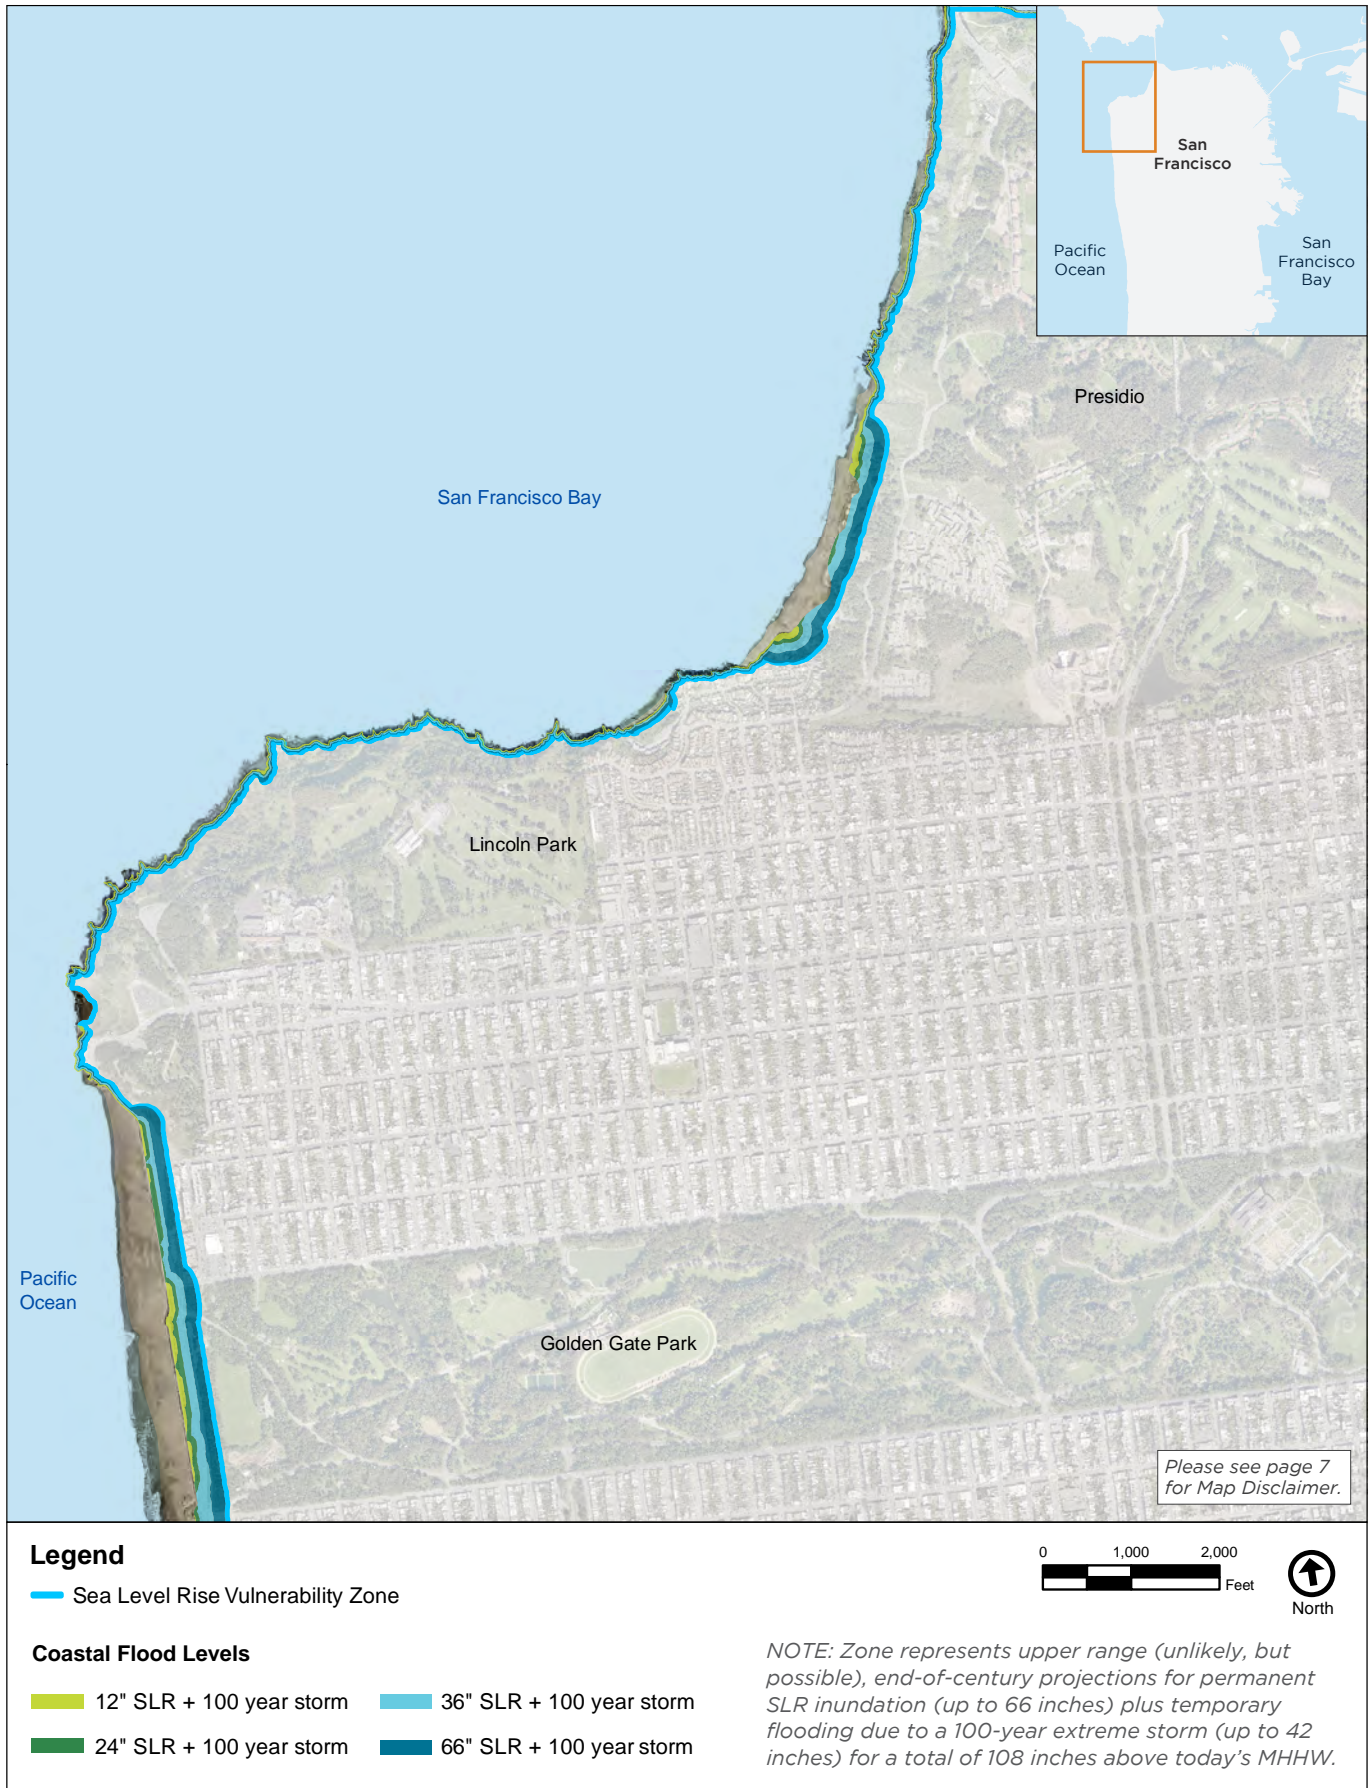 San
Francisco
Pacific
Ocean
San
Francisco
Bay
Presidio
San Francisco Bay
Lincoln Park
Pacific
Ocean
Golden Gate Park
Please see page 7
for Map Disclaimer.
Legend
Sea Level Rise Vulnerability Zone
0 1,000 2,000
Feet
North
Coastal Flood Levels
12" SLR + 100 year storm
36" SLR + 100 year storm
24" SLR + 100 year storm
66" SLR + 100 year storm
NOTE: Zone represents upper range (unlikely, but
possible), end-of-century projections for permanent
SLR inundation (up to 66 inches) plus temporary
flooding due to a 100-year extreme storm (up to 42
inches) for a total of 108 inches above today's MHHW.